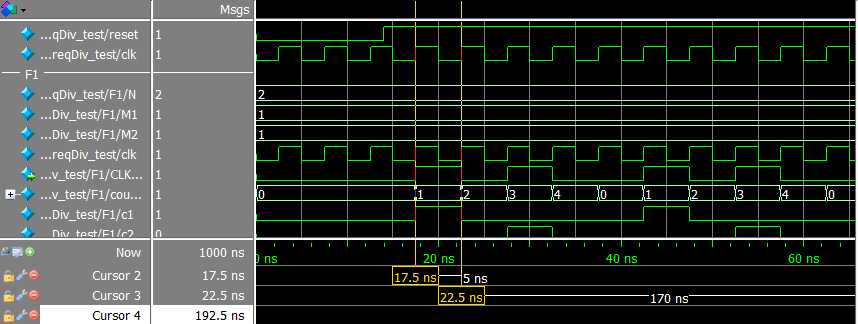 Msgs
...qDiv_test/reset 1
...reqDiv_test/clk 1
F1
...qDiv_test/F1/N 2 2
...Div_test/F1/M1 1 1
...Div_test/F1/M2 1 1
...reqDiv_test/clk 1
...v_test/F1/CLK... 1
...v_test/F1/cou... 1 0 1 2 3 4 0 1 2 3 4 0
...Div_test/F1/c1 1
Div_test/F1/c2 0
Now 1000 ns 0 ns 20 ns 40 ns 60 ns
Cursor 2 17.5 ns 17.5 ns 5 ns
Cursor 3 22.5 ns 22.5 ns 170 ns
Cursor 4 192.5 ns